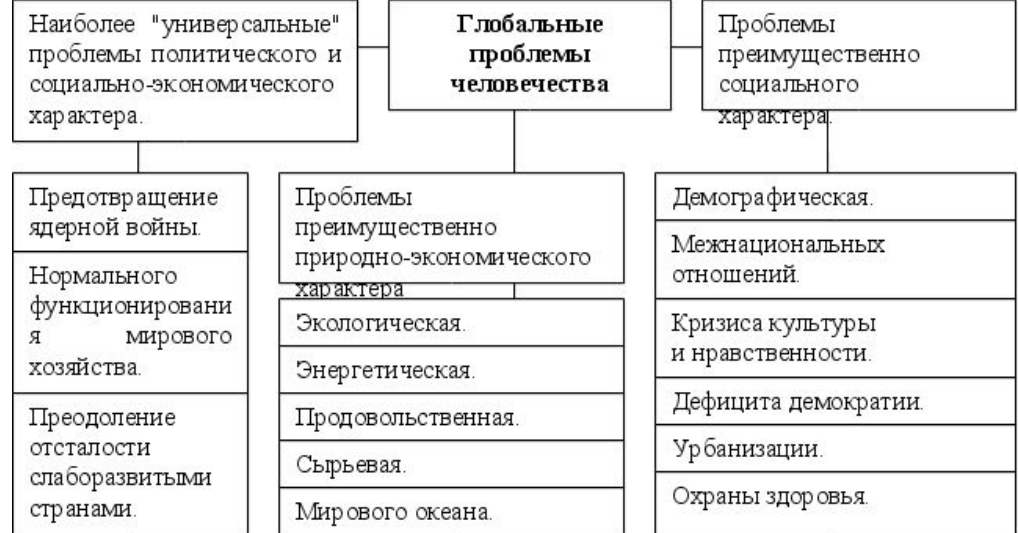 Наиболее "универсальные"
проблемы политического и
социально-экономического
характера.
Глобальные
проблемы
человечества
Проблемы
преимущественно
социального
характера.
Предотвращение
ядерной войны.
Нормального
функционировани
я мирового
хозяйства.
Преодоление
отсталости
слаборазвитыми
странами.
Проблемы
преимущественно
природно-экономического
характера
Экологическая.
Энергетическая.
Продовольственная.
Сырьевая.
Мирового океана.
Демографическая.
Межнациональных
отношений.
Кризиса культуры
и нравственности.
Дефицита демократии.
Урбанизации.
Охраны здоровья.